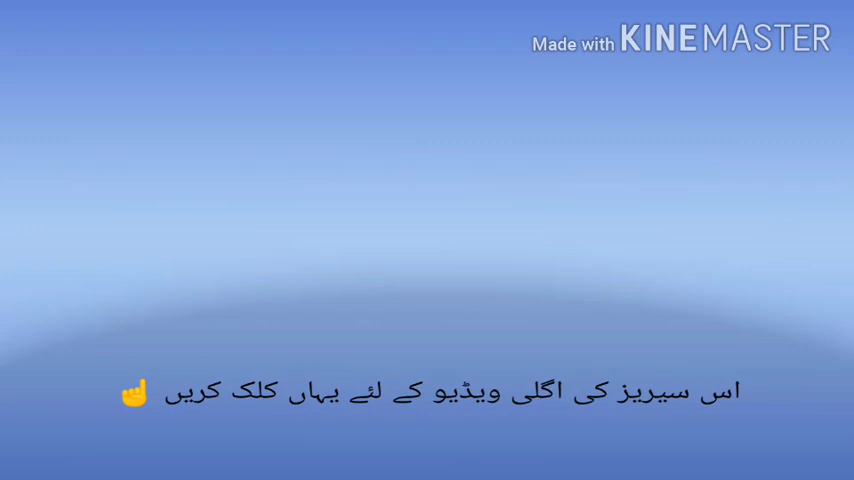 Made with KINEMASTER
اس سیریز کی اگلی ویڈیو کے لئے یہاں کلک کریں ☝